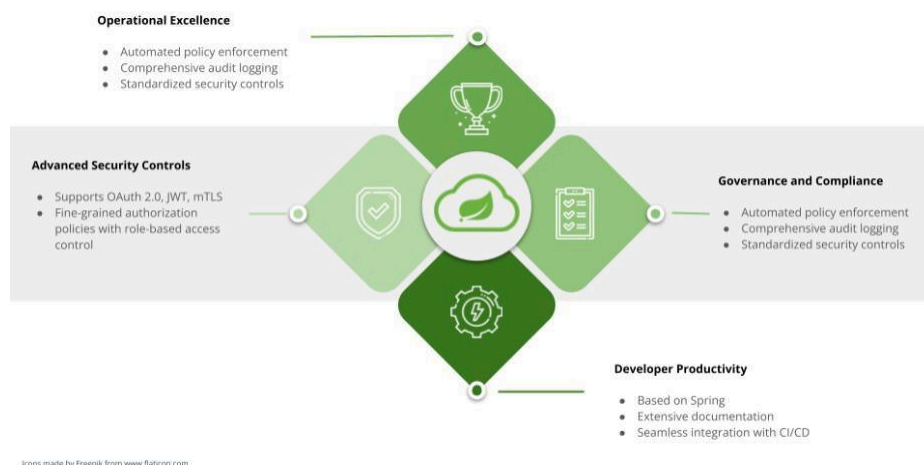 Operational Excellence
● Automated policy enforcement
● Comprehensive audit logging
● Standardized security controls
Advanced Security Controls
● Supports OAuth 2.0, JWT, mTLS
● Fine-grained authorization
policies with role-based access
control
Governance and Compliance
● Automated policy enforcement
● Comprehensive audit logging
● Standardized security controls
Developer Productivity
● Based on Spring
● Extensive documentation
● Seamless integration with CI/CD
Icons made by Freepik from www.flaticon.com